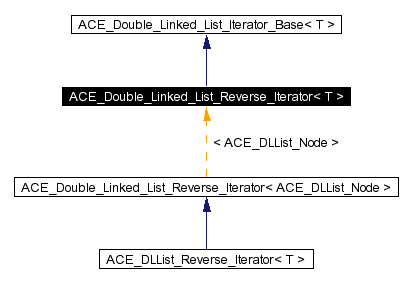 ACE_Double_Linked_List_Iterator_Base< T >
ACE_Double_Linked_List_Reverse_Iterator< T >
< ACE_DLList_Node >
ACE_Double_Linked_List_Reverse_Iterator< ACE_DLList_Node >
ACE_DLList_Reverse_Iterator< T >